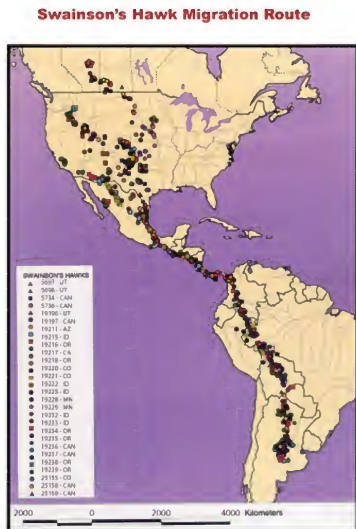 Swainson's Hawk Migration Route
SWAINSON'S HAWKS
5697 - UT
5698 - UT
5734 - CAN
5736 - CAN
19196 - UT
19197 - CAN
19211 - AZ
19215 - ID
19216 - OR
19217 - CA
19218 - OR
19220 - CO
19221 - CO
19222 - ID
19225 - ID
19228 - MN
19229 - MN
19232 - ID
19233 - ID
19234 - OR
19235 - OR
19236 - CAN
19237 - CAN
19238 - OR
19239 - OR
25155 - CO
25158 - CAN
25169 - CAN
2000 0 2000 4000 Kilometers